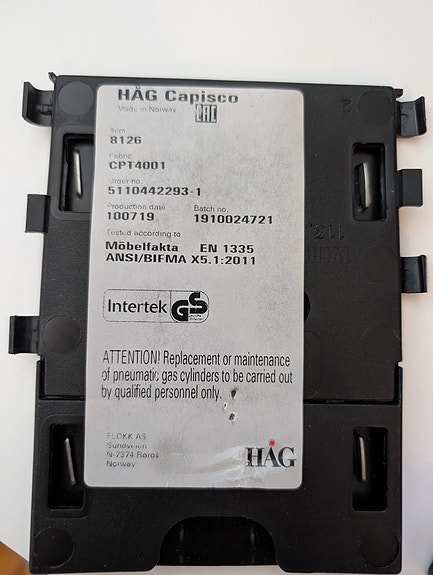 HÅG Capisco
Made in Norway EAC
Item
8126
Fabric
CPT4001
Order no.
5110442293-1
Production date Batch no.
100719 1910024721
Tested according to
Möbelfakta EN 1335
ANSI/BIFMA X5.1:2011
Intertek GS
ATTENTION! Replacement or maintenance
of pneumatic gas cylinders to be carried out
by qualified personnel only.
FLOKK AS
Sundveien
N-7374 Røros
Norway
HÅG
2